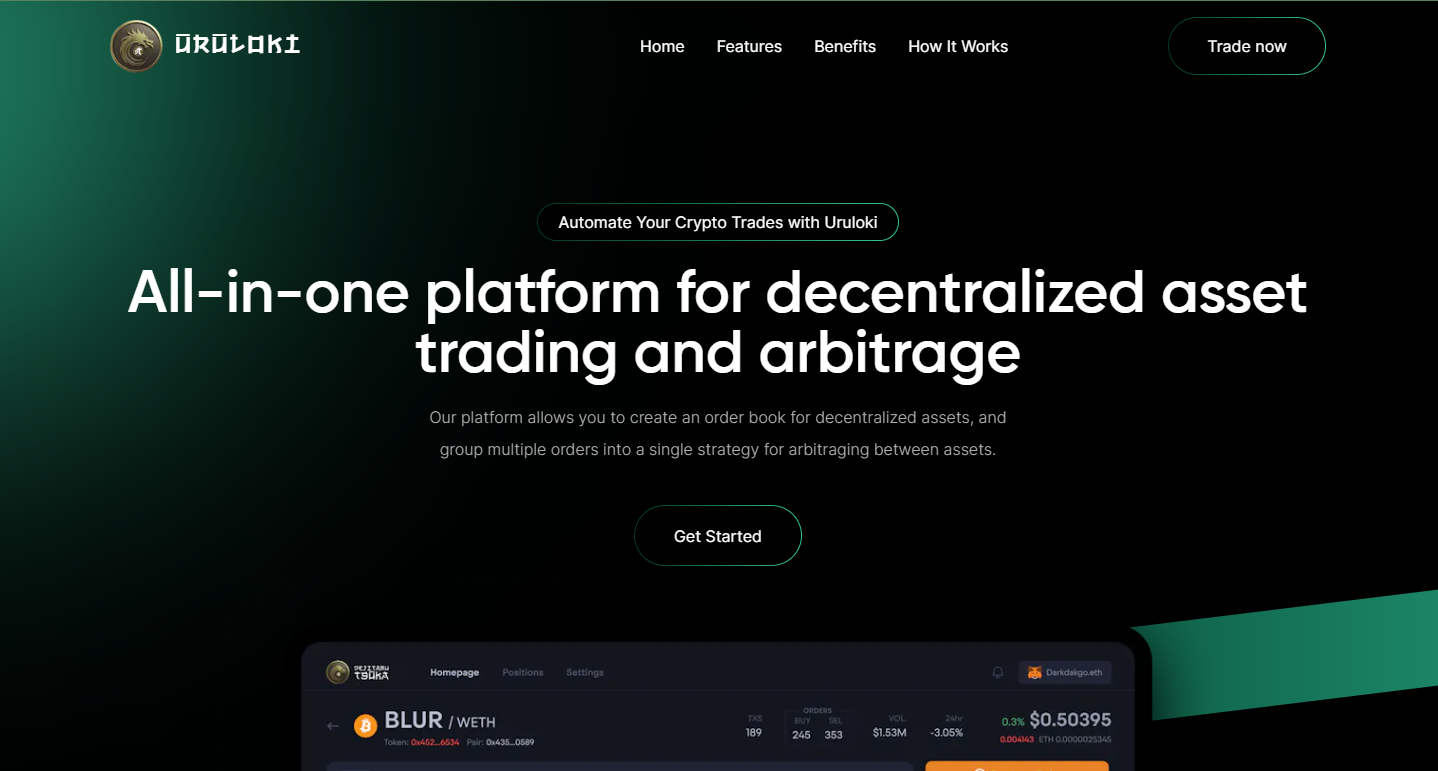 URULOKI
Home Features Benefits How It Works
Trade now
Automate Your Crypto Trades with Uruloki
All-in-one platform for decentralized asset
trading and arbitrage
Our platform allows you to create an order book for decentralized assets, and
group multiple orders into a single strategy for arbitraging between assets.
Get Started
DEJITARU
TSUKA
Homepage Positions Settings
Darkdakgo.eth
BLUR / WETH
Token: 0x452...6534 Pair: 0x435...0589
TXS
189
ORDERS
BUY SEL
245 353
VOL.
$1.53M
24hr
-3.05%
0.3% $0.50395
0.004143 ETH 0.0000025345